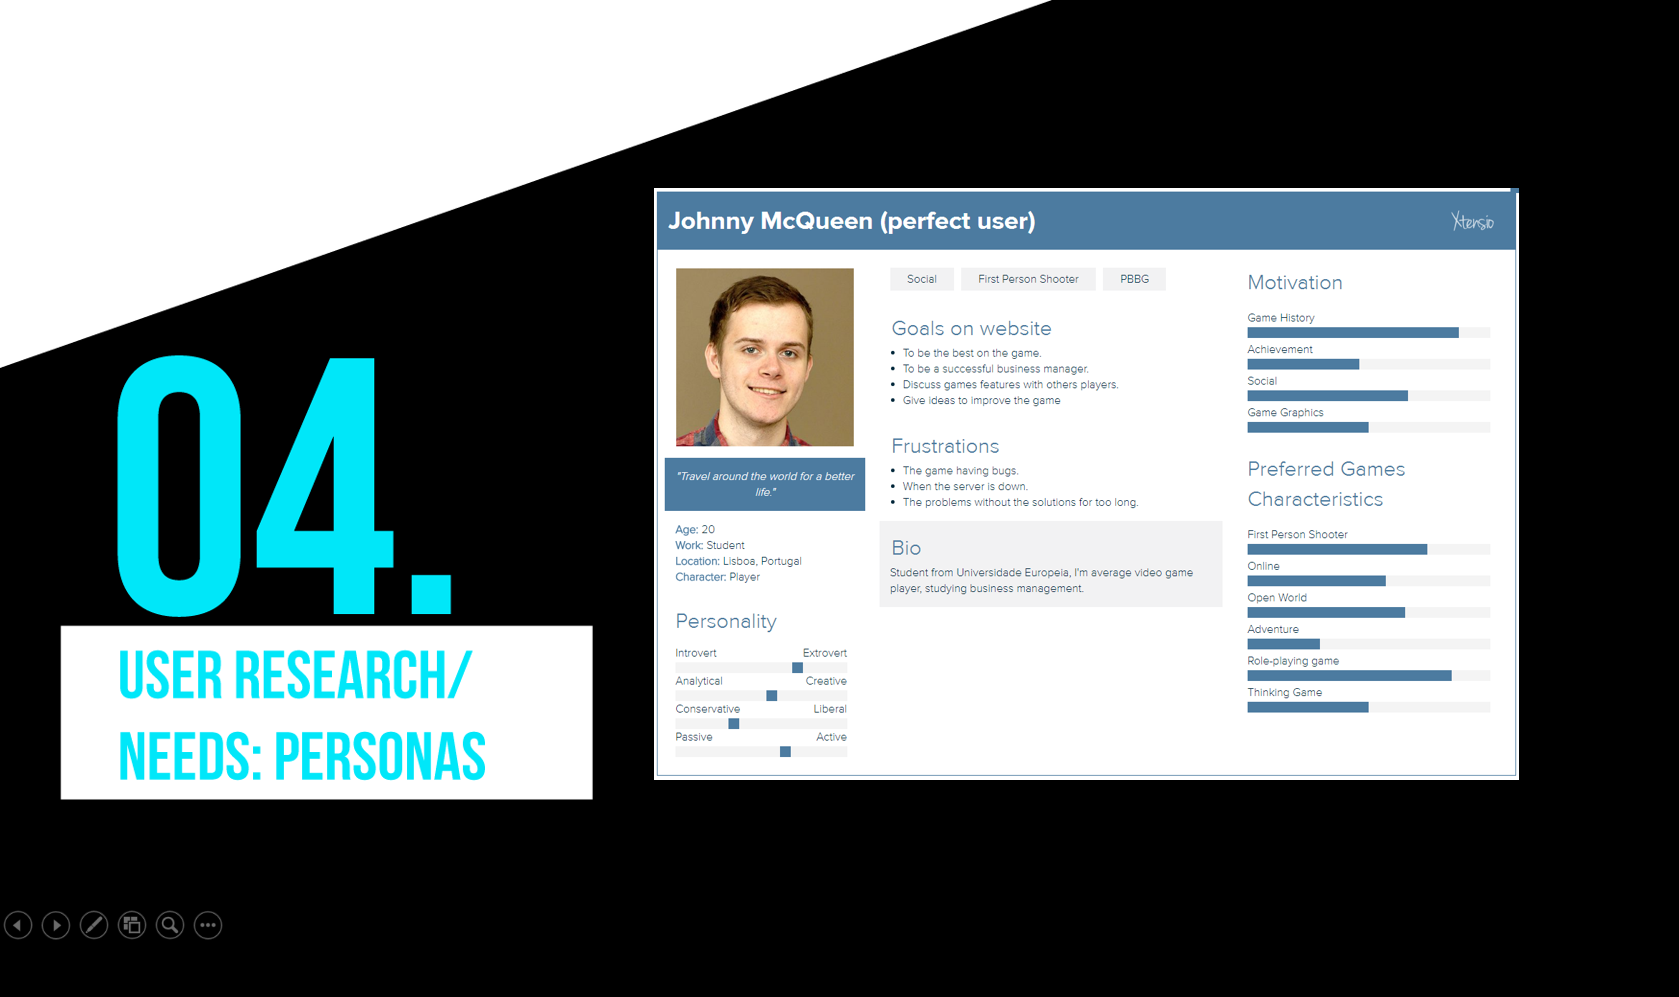 04.
USER RESEARCH/
NEEDS: PERSONAS
Johnny McQueen (perfect user)
Xtensio
"Travel around the world for a better
life."
Age: 20
Work: Student
Location: Lisboa, Portugal
Character: Player
Personality
Introvert Extrovert
Analytical Creative
Conservative Liberal
Passive Active
Social First Person Shooter PBBG
Goals on website
• To be the best on the game.
• To be a successful business manager.
• Discuss games features with others players.
• Give ideas to improve the game
Frustrations
• The game having bugs.
• When the server is down.
• The problems without the solutions for too long.
Bio
Student from Universidade Europeia, I'm average video game
player, studying business management.
Motivation
Game History
Achievement
Social
Game Graphics
Preferred Games
Characteristics
First Person Shooter
Online
Open World
Adventure
Role-playing game
Thinking Game